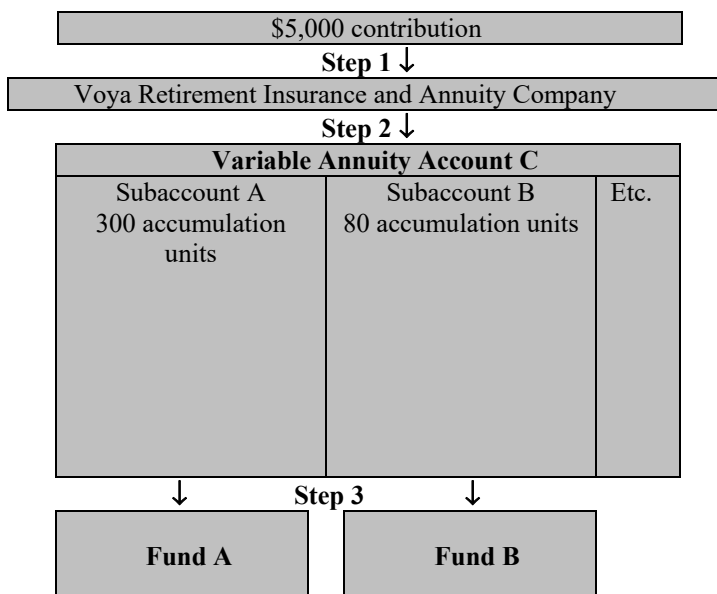 $5,000 contribution
Step 1 ↓
Voya Retirement Insurance and Annuity Company
Step 2 ↓
Variable Annuity Account C
Subaccount A
300 accumulation
units
Subaccount B
80 accumulation units
Etc.
↓ Step 3 ↓
Fund A
Fund B